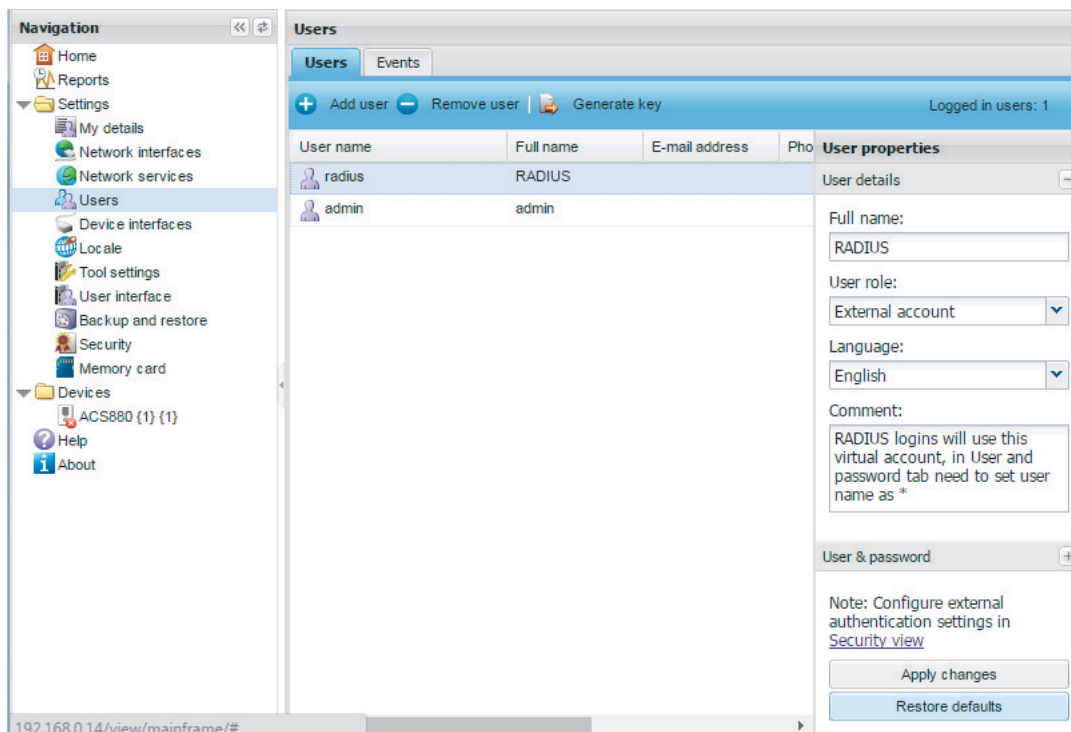 Navigation
Home
Reports
Settings
My details
Network interfaces
Network services
Users
Device interfaces
Locale
Tool settings
User interface
Backup and restore
Security
Memory card
Devices
ACS880 {1} {1}
Help
About
192.168.0.14/view/mainframe/#
Users
Users Events
Add user Remove user Generate key Logged in users: 1
User name Full name E-mail address Pho
radius RADIUS
admin admin
User properties
User details
Full name:
RADIUS
User role:
External account
Language:
English
Comment:
RADIUS logins will use this
virtual account, in User and
password tab need to set user
name as *
User & password
Note: Configure external
authentication settings in
Security view
Apply changes
Restore defaults